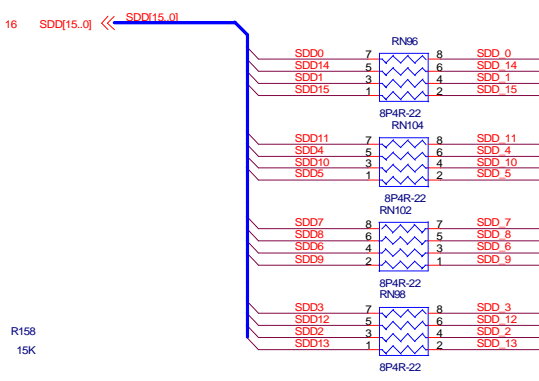 16 SDD[15..0] SDD[15..0]
RN96
SDD0 7 8 SDD_0
SDD14 5 6 SDD_14
SDD1 3 4 SDD_1
SDD15 1 2 SDD_15
8P4R-22
RN104
SDD11 7 8 SDD_11
SDD4 5 6 SDD_4
SDD10 3 4 SDD_10
SDD5 1 2 SDD_5
8P4R-22
RN102
SDD7 8 7 SDD_7
SDD8 6 5 SDD_8
SDD6 4 3 SDD_6
SDD9 2 1 SDD_9
8P4R-22
RN98
SDD3 7 8 SDD_3
SDD12 5 6 SDD_12
SDD2 3 4 SDD_2
SDD13 1 2 SDD_13
8P4R-22
R158
15K